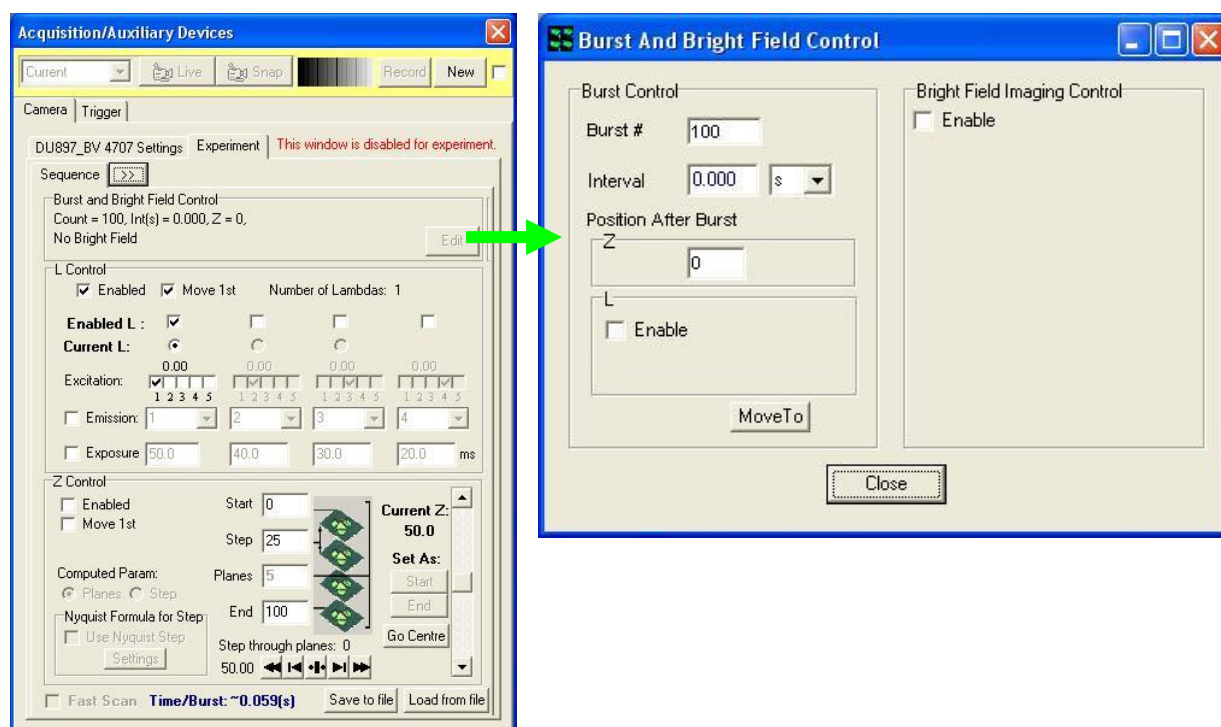 Acquisition/Auxiliary Devices
Current Live Snap Record New
Camera Trigger
DU897_BV 4707 Settings Experiment This window is disabled for experiment.
Sequence >>
Burst and Bright Field Control
Count = 100, Int(s) = 0.000, Z = 0,
No Bright Field
Edit
L Control
Enabled Move 1st Number of Lambdas: 1
Enabled L :
Current L:
0.00 0.00 0.00 0.00
Excitation:
1 2 3 4 5 1 2 3 4 5 1 2 3 4 5 1 2 3 4 5
Emission: 1 2 3 4
Exposure 50.0 40.0 30.0 20.0 ms
Z Control
Enabled Start 0 Current Z:
Move 1st 50.0
Step 25
Set As:
Computed Param: Planes 5 Start
Planes Step End
Nyquist Formula for Step End 100
Use Nyquist Step Go Centre
Settings Step through planes: 0
50.00
Fast Scan Time/Burst: ~0.059(s) Save to file Load from file
Burst And Bright Field Control
Burst Control
Burst # 100
Interval 0.000 s
Position After Burst
Z
0
L
Enable
MoveTo
Bright Field Imaging Control
Enable
Close